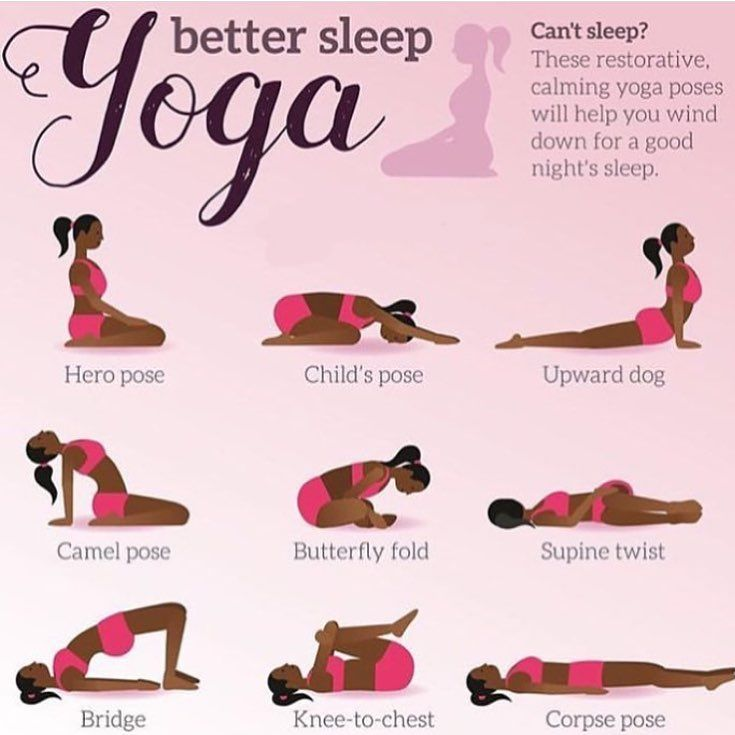 better sleep
Yoga
Can't sleep?
These restorative,
calming yoga poses
will help you wind
down for a good
night's sleep.
Hero pose
Child's pose
Upward dog
Camel pose
Butterfly fold
Supine twist
Bridge
Knee-to-chest
Corpse pose